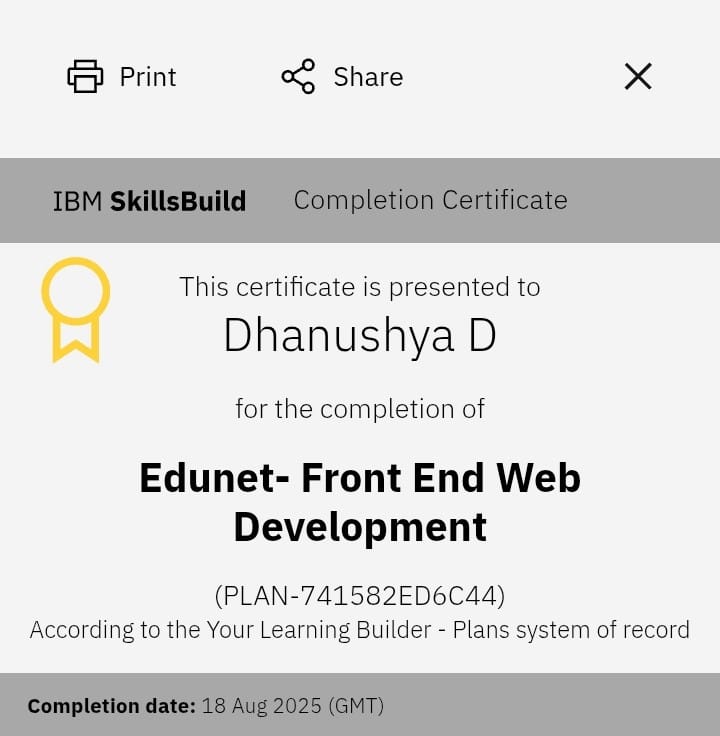 Print Share
IBM SkillsBuild Completion Certificate
This certificate is presented to
Dhanushya D
for the completion of
Edunet- Front End Web
Development
(PLAN-741582ED6C44)
According to the Your Learning Builder - Plans system of record
Completion date: 18 Aug 2025 (GMT)